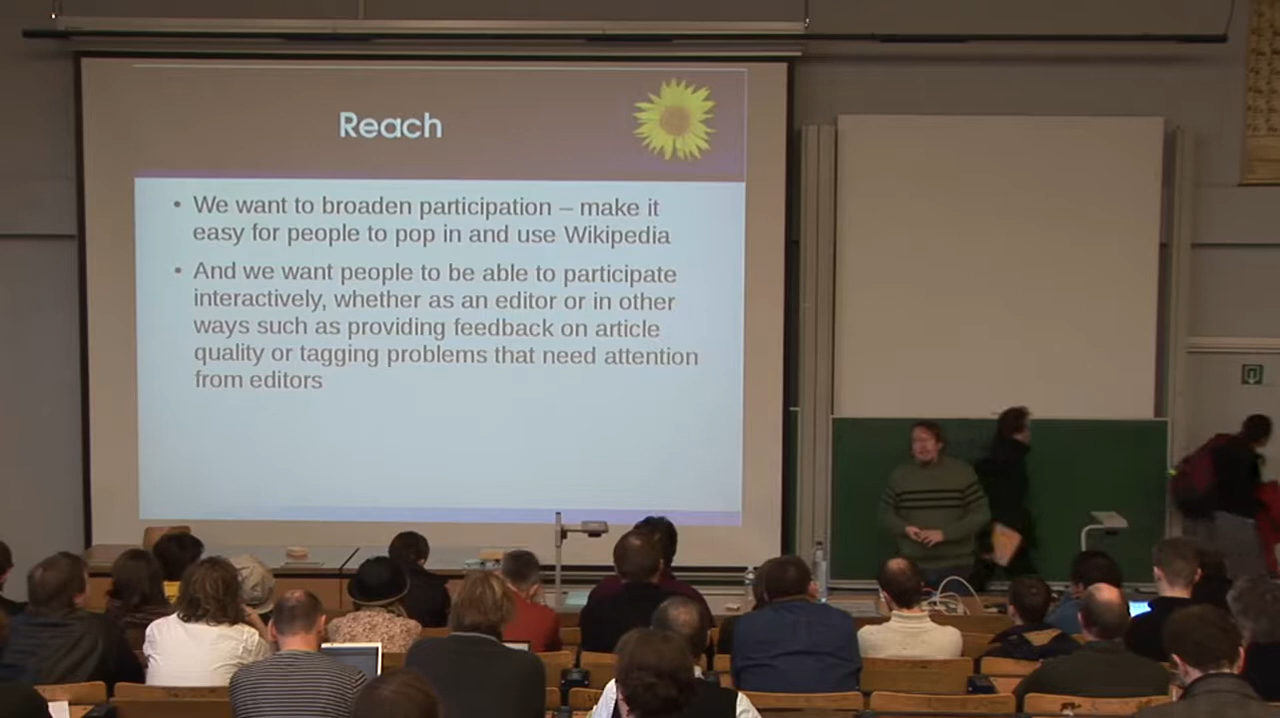 Reach
• We want to broaden participation – make it
easy for people to pop in and use Wikipedia
• And we want people to be able to participate
interactively, whether as an editor or in other
ways such as providing feedback on article
quality or tagging problems that need attention
from editors